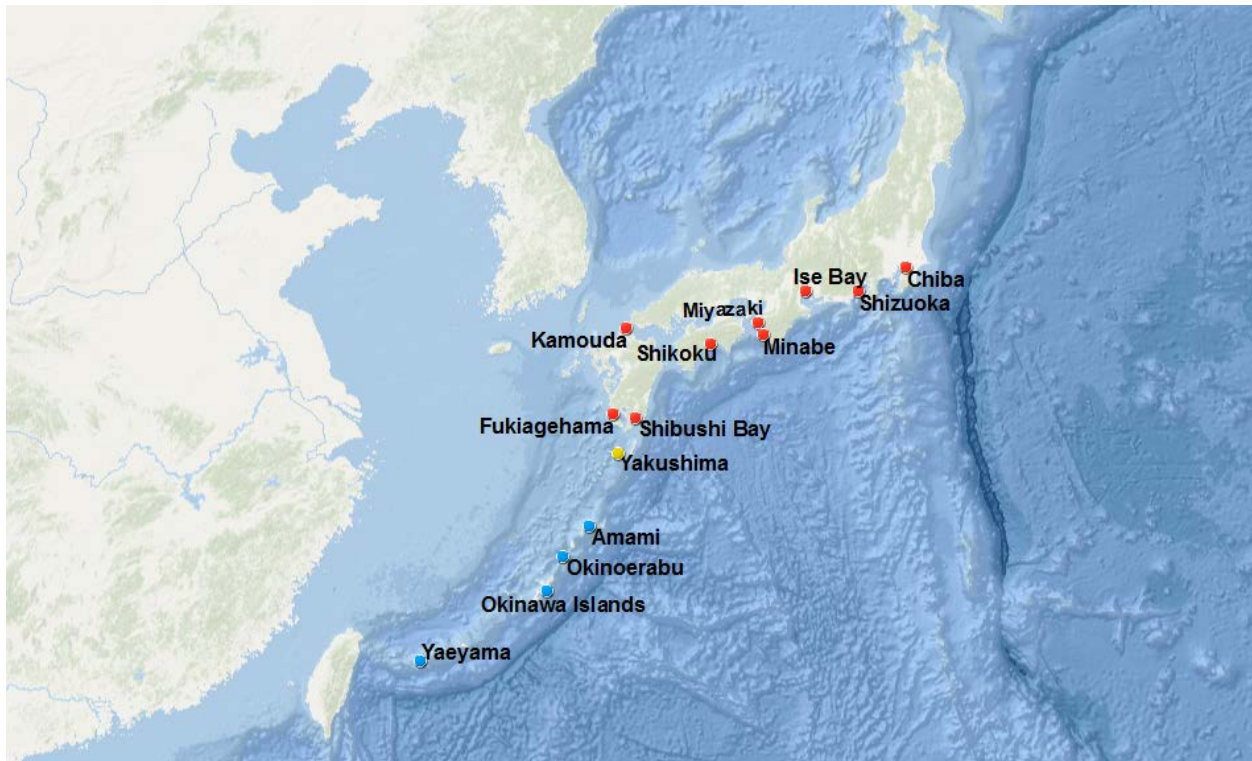 Ise Bay
Chiba
Shizuoka
Miyazaki
Kamouda
Shikoku
Minabe
Fukiagehama
Shibushi Bay
Yakushima
Amami
Okinoerabu
Okinawa Islands
Yaeyama